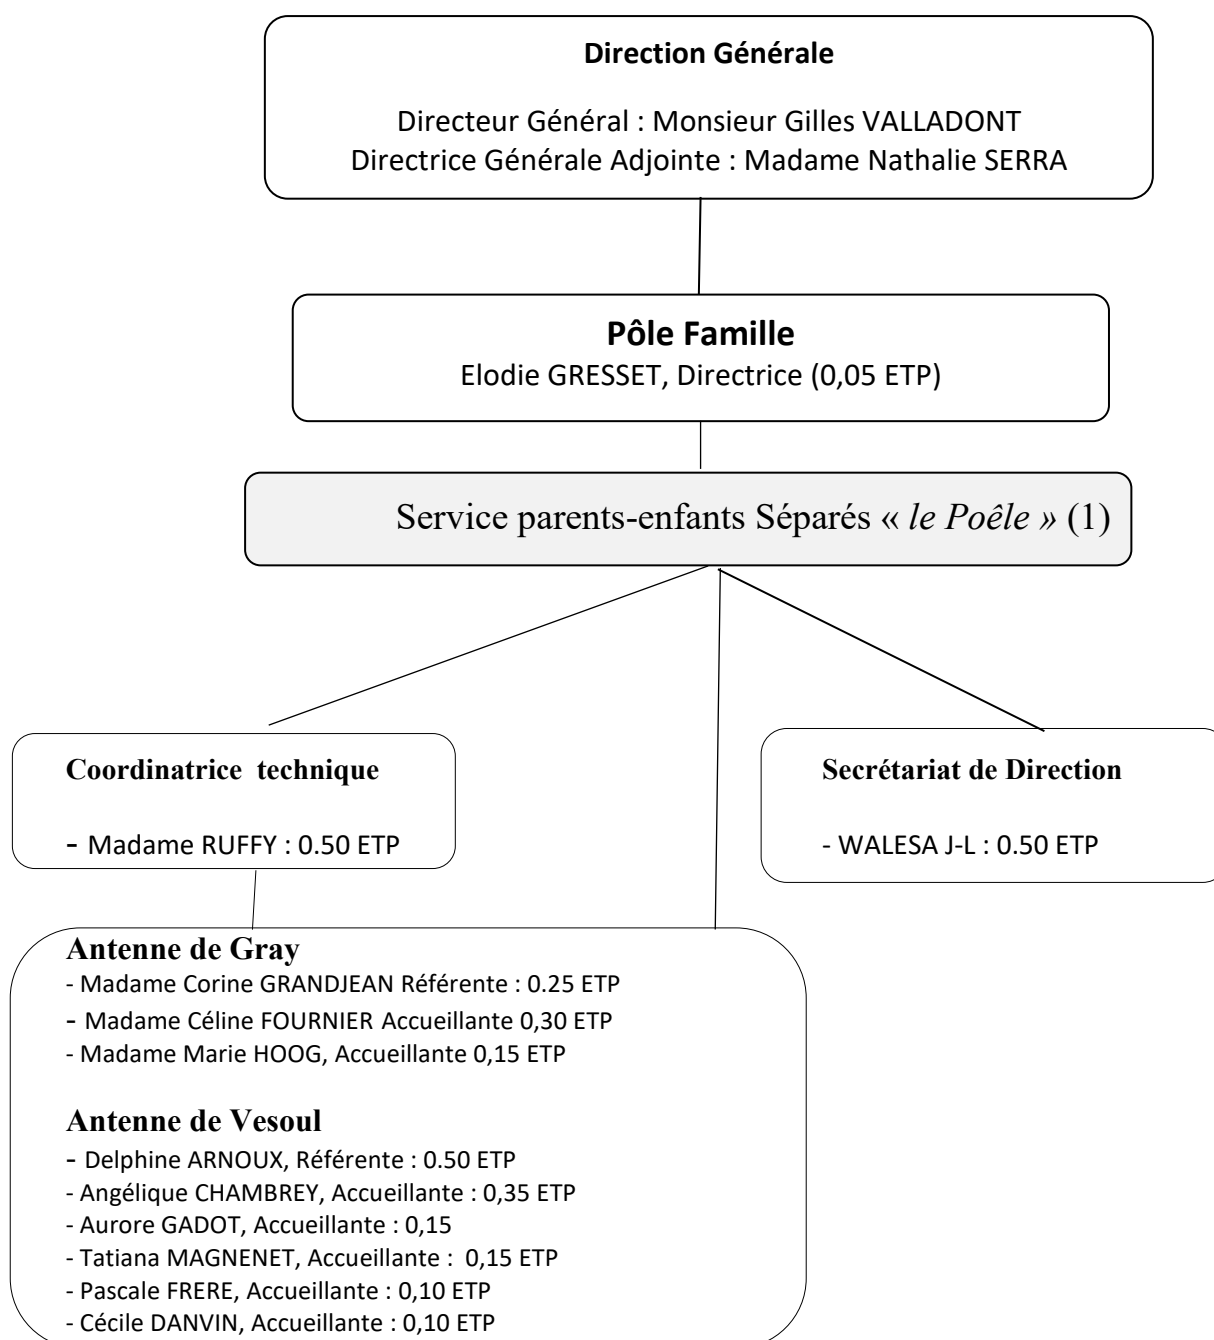 Direction Générale
Directeur Général : Monsieur Gilles VALLADONT
Directrice Générale Adjointe : Madame Nathalie SERRA
Pôle Famille
Elodie GRESSET, Directrice (0,05 ETP)
Service parents-enfants Séparés « le Poêle » (1)
Coordinatrice  technique
- Madame RUFFY : 0.50 ETP
Secrétariat de Direction
- WALESA J-L : 0.50 ETP
Antenne de Gray
- Madame Corine GRANDJEAN Référente : 0.25 ETP
- Madame Céline FOURNIER Accueillante 0,30 ETP
- Madame Marie HOOG, Accueillante 0,15 ETP
Antenne de Vesoul
- Delphine ARNOUX, Référente : 0.50 ETP
- Angélique CHAMBREY, Accueillante : 0,35 ETP
- Aurore GADOT, Accueillante : 0,15
- Tatiana MAGNENET, Accueillante :  0,15 ETP
- Pascale FRERE, Accueillante : 0,10 ETP
- Cécile DANVIN, Accueillante : 0,10 ETP